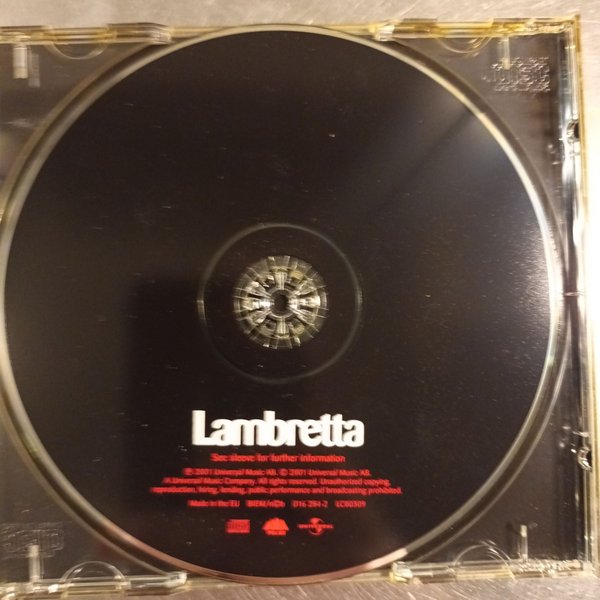 Lambretta
See sleeve for further information
℗ 2001 Universal Music AB. © 2001 Universal Music AB.
A Universal Music Company. All rights reserved. Unauthorized copying,
reproduction, hiring, lending, public performance and broadcasting prohibited.
Made in the EU BIEM/n©b 016 284-2 LC00309
UNIVERSAL